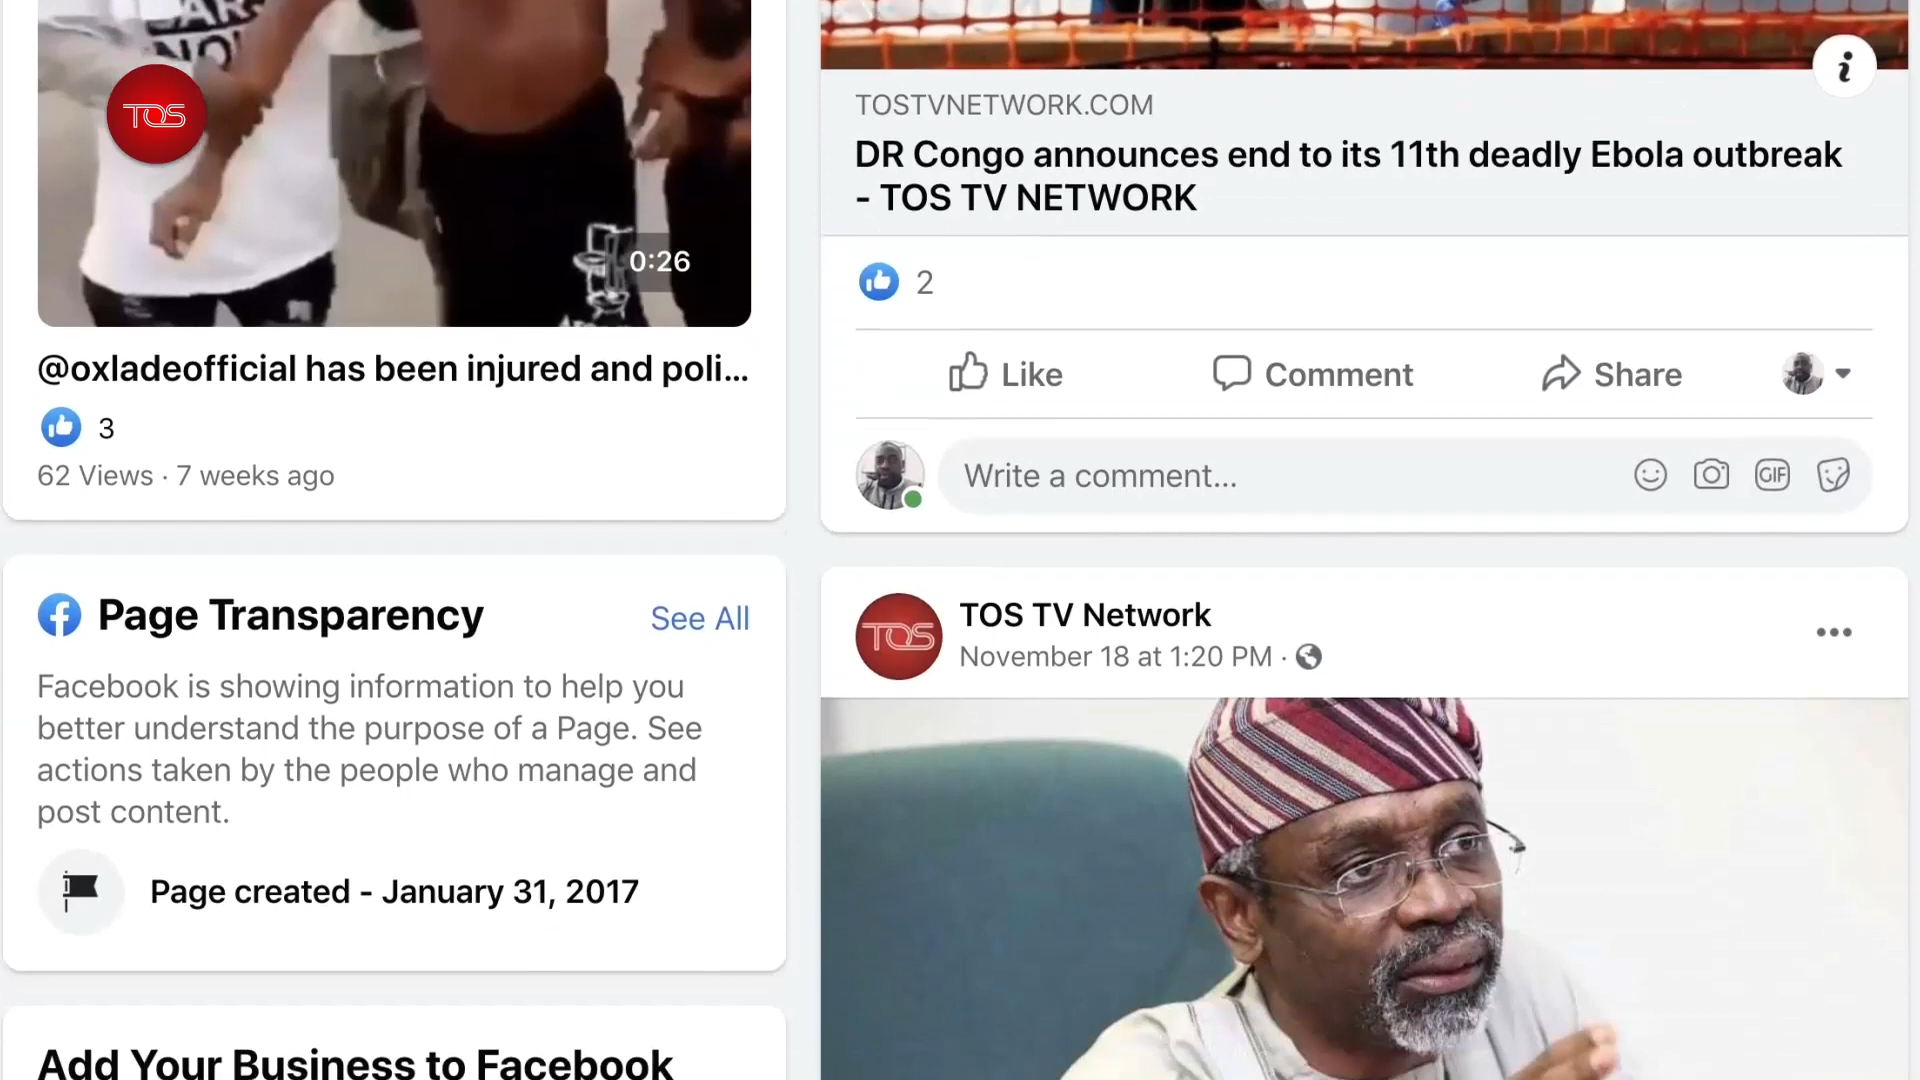 TOS
0:26
@oxladeofficial has been injured and poli...
3
62 Views · 7 weeks ago
Page Transparency
See All
Facebook is showing information to help you
better understand the purpose of a Page. See
actions taken by the people who manage and
post content.
Page created - January 31, 2017
Add Your Business to Facebook
TOSTVNETWORK.COM
DR Congo announces end to its 11th deadly Ebola outbreak
- TOS TV NETWORK
2
Like
Comment
Share
Write a comment...
GIF
TOS
TOS TV Network
November 18 at 1:20 PM ·